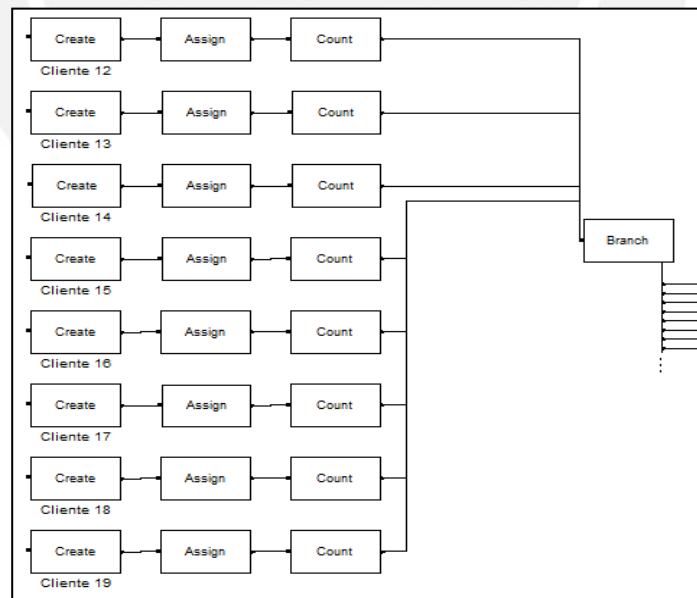 Create Assign Count
Cliente 12
Create Assign Count
Cliente 13
Create Assign Count
Cliente 14
Branch
Create Assign Count
Cliente 15
Create Assign Count
Cliente 16
Create Assign Count
Cliente 17
Create Assign Count
Cliente 18
Create Assign Count
Cliente 19